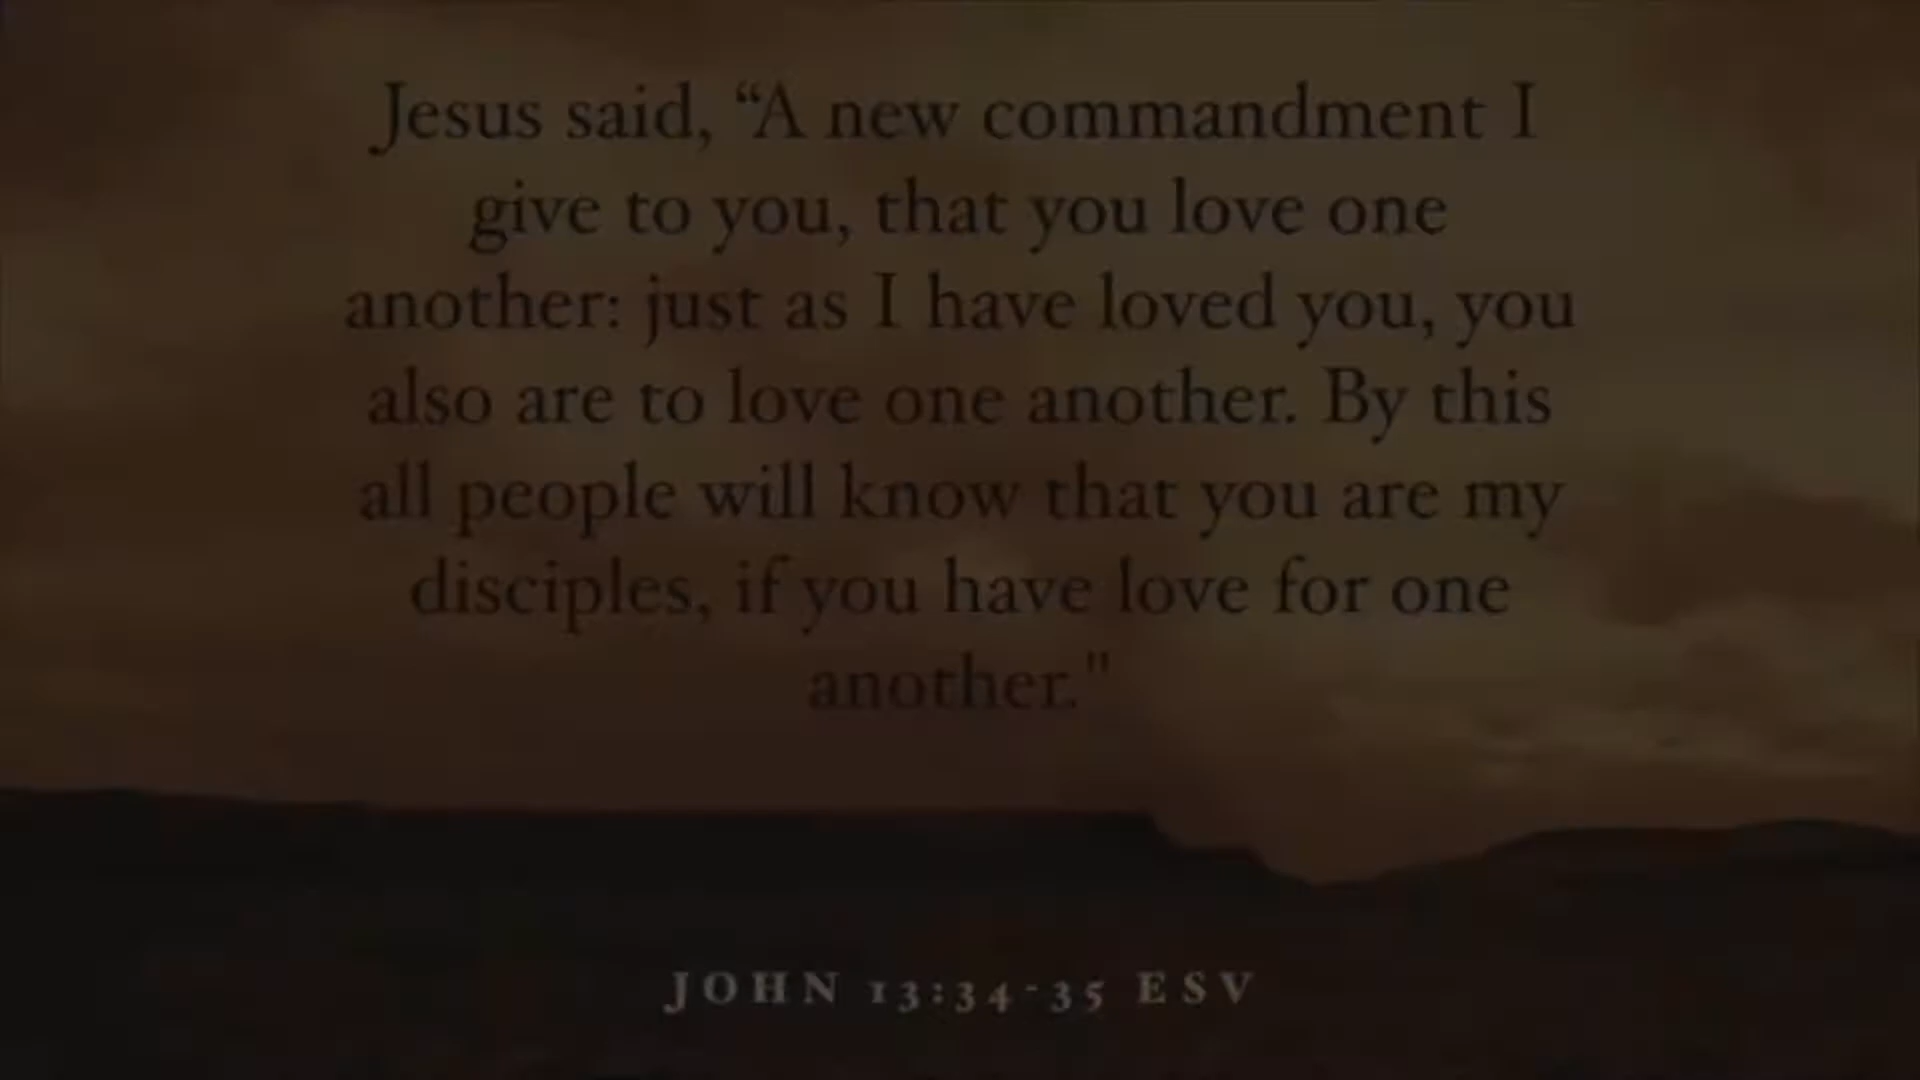 Jesus said, “A new commandment I
give to you, that you love one
another: just as I have loved you, you
also are to love one another. By this
all people will know that you are my
disciples, if you have love for one
another."
JOHN 13:34-35 ESV